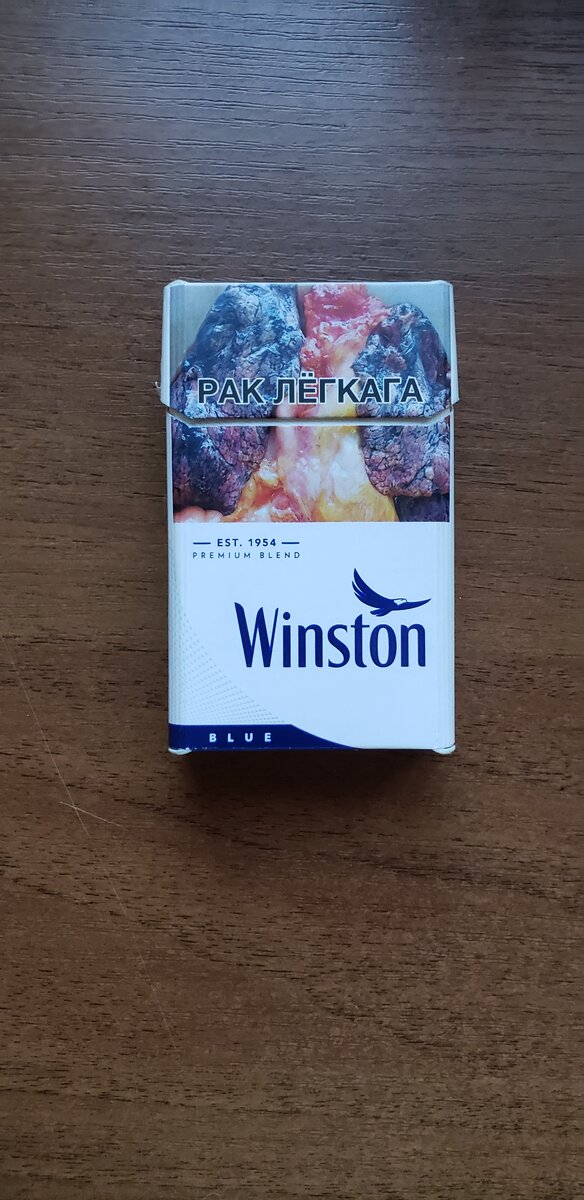 РАК ЛЁГКАГА
EST. 1954
PREMIUM BLEND
Winston
BLUE